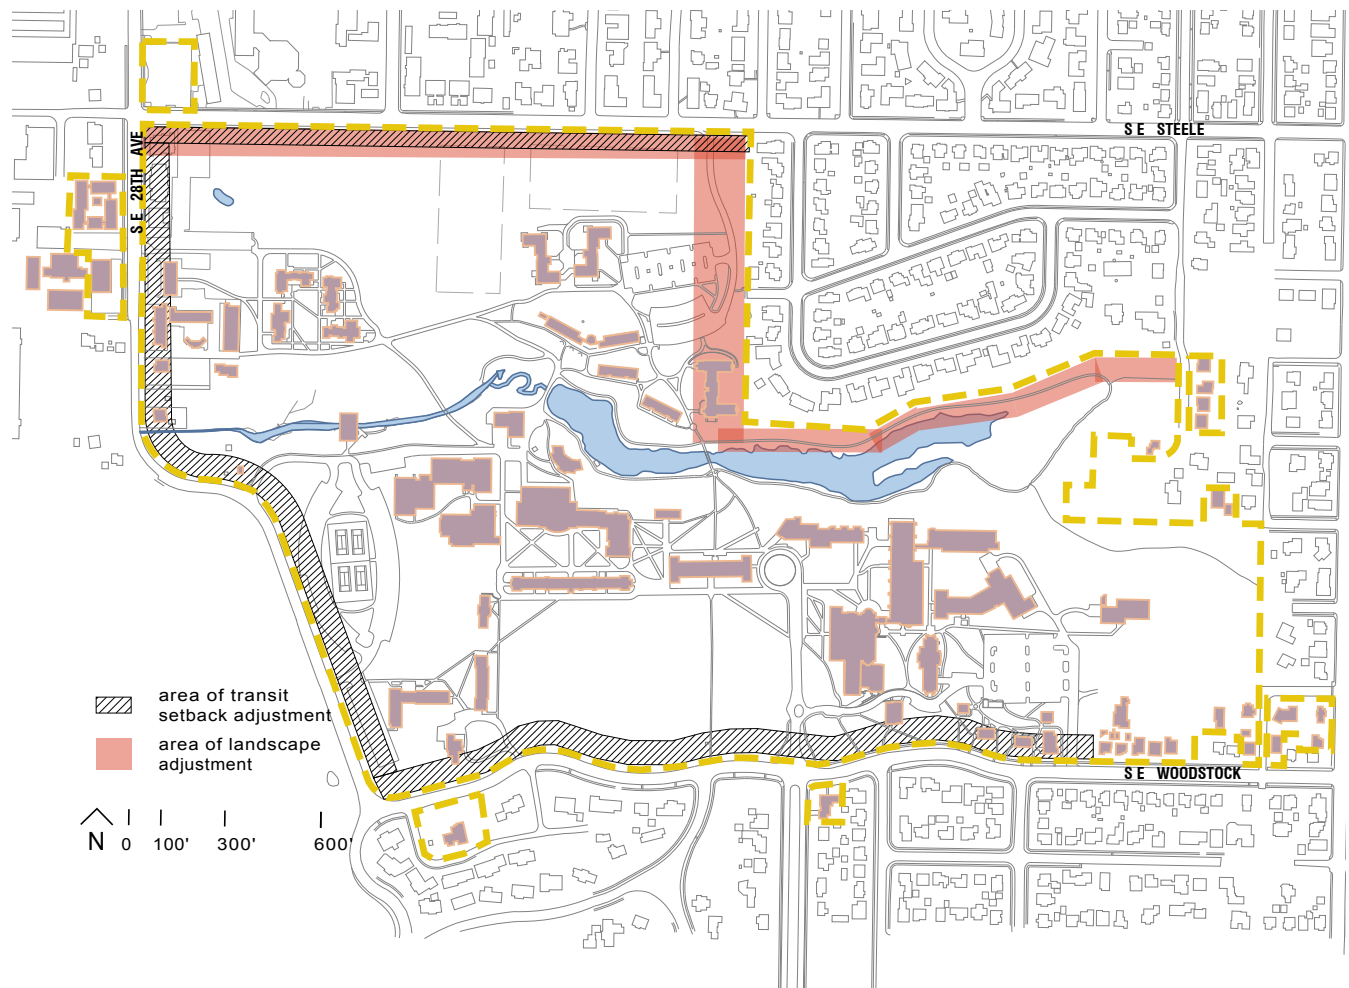 S E STEELE
S E 28TH AVE
area of transit
setback adjustment
area of landscape
adjustment
S E WOODSTOCK
N 0 100' 300' 600'